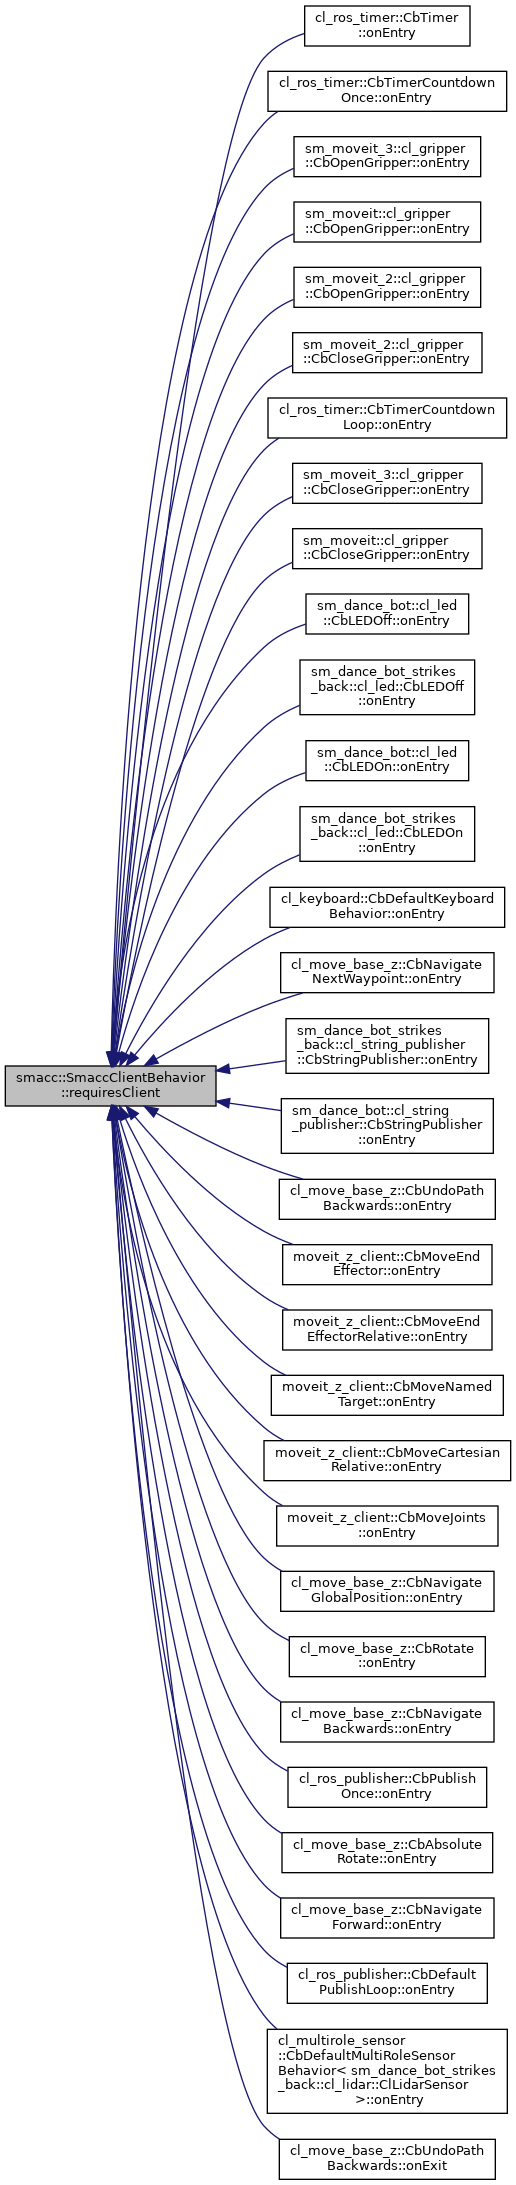 cl_ros_timer::CbTimer
::onEntry
cl_ros_timer::CbTimerCountdown
Once::onEntry
sm_moveit_3::cl_gripper
::CbOpenGripper::onEntry
sm_moveit::cl_gripper
::CbOpenGripper::onEntry
sm_moveit_2::cl_gripper
::CbOpenGripper::onEntry
sm_moveit_2::cl_gripper
::CbCloseGripper::onEntry
cl_ros_timer::CbTimerCountdown
Loop::onEntry
sm_moveit_3::cl_gripper
::CbCloseGripper::onEntry
sm_moveit::cl_gripper
::CbCloseGripper::onEntry
sm_dance_bot::cl_led
::CbLEDOff::onEntry
sm_dance_bot_strikes
_back::cl_led::CbLEDOff
::onEntry
sm_dance_bot::cl_led
::CbLEDOn::onEntry
sm_dance_bot_strikes
_back::cl_led::CbLEDOn
::onEntry
cl_keyboard::CbDefaultKeyboard
Behavior::onEntry
cl_move_base_z::CbNavigate
NextWaypoint::onEntry
sm_dance_bot_strikes
_back::cl_string_publisher
::CbStringPublisher::onEntry
smacc::SmaccClientBehavior
::requiresClient
sm_dance_bot::cl_string
_publisher::CbStringPublisher
::onEntry
cl_move_base_z::CbUndoPath
Backwards::onEntry
moveit_z_client::CbMoveEnd
Effector::onEntry
moveit_z_client::CbMoveEnd
EffectorRelative::onEntry
moveit_z_client::CbMoveNamed
Target::onEntry
moveit_z_client::CbMoveCartesian
Relative::onEntry
moveit_z_client::CbMoveJoints
::onEntry
cl_move_base_z::CbNavigate
GlobalPosition::onEntry
cl_move_base_z::CbRotate
::onEntry
cl_move_base_z::CbNavigate
Backwards::onEntry
cl_ros_publisher::CbPublish
Once::onEntry
cl_move_base_z::CbAbsolute
Rotate::onEntry
cl_move_base_z::CbNavigate
Forward::onEntry
cl_ros_publisher::CbDefault
PublishLoop::onEntry
cl_multirole_sensor
::CbDefaultMultiRoleSensor
Behavior< sm_dance_bot_strikes
_back::cl_lidar::ClLidarSensor
>::onEntry
cl_move_base_z::CbUndoPath
Backwards::onExit